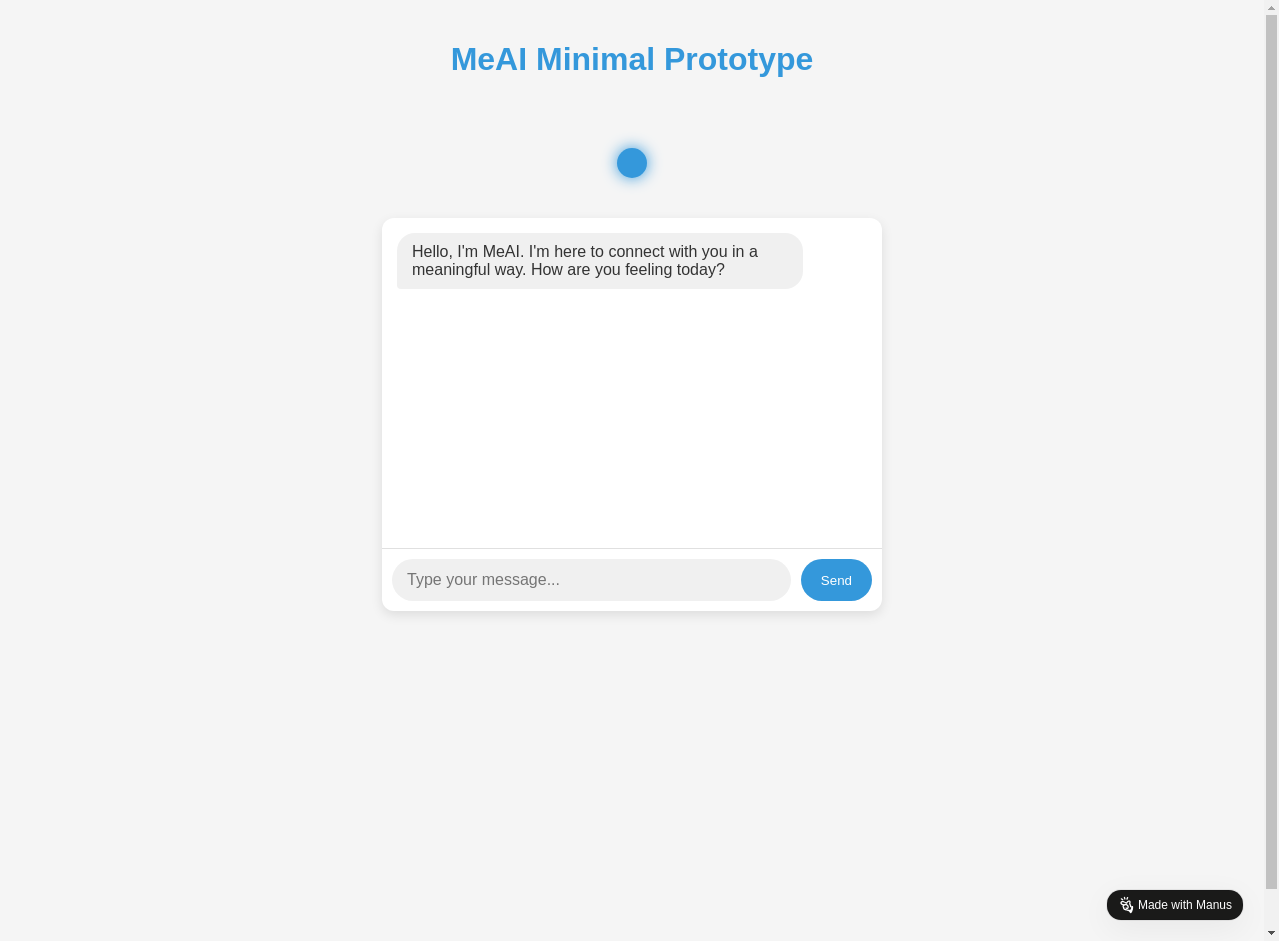 MeAI Minimal Prototype
Hello, I'm MeAI. I'm here to connect with you in a
meaningful way. How are you feeling today?
Type your message...
Send
Made with Manus